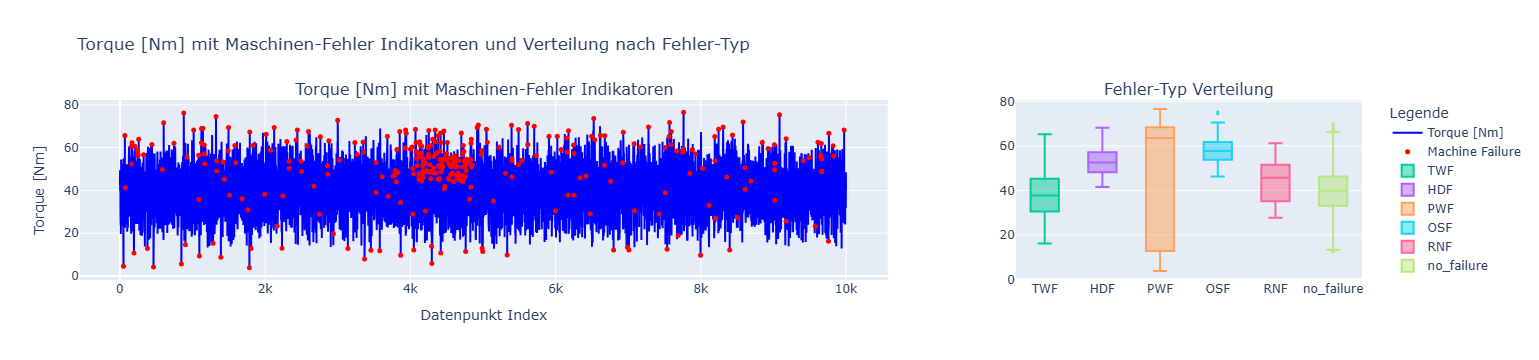 Torque [Nm] mit Maschinen-Fehler Indikatoren und Verteilung nach Fehler-Typ
Torque [Nm] mit Maschinen-Fehler Indikatoren
Torque [Nm]
80
60
40
20
0
0 2k 4k 6k 8k 10k
Datenpunkt Index
Fehler-Typ Verteilung
80
60
40
20
0
TWF HDF PWF OSF RNF no_failure
Legende
Torque [Nm]
Machine Failure
TWF
HDF
PWF
OSF
RNF
no_failure